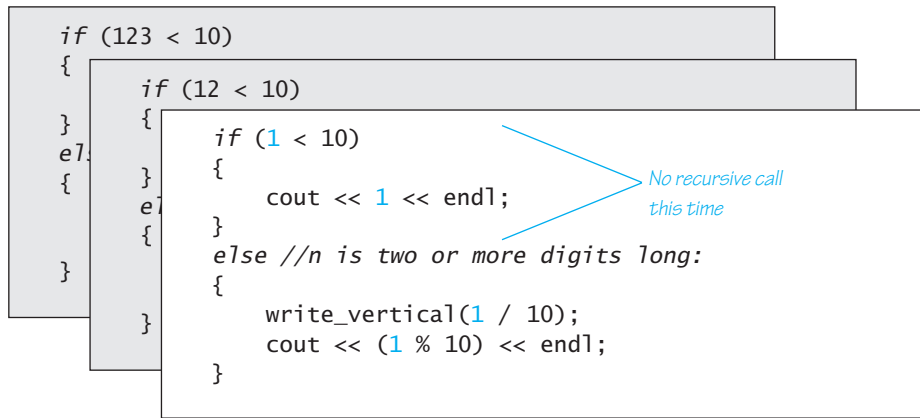 if (123 < 10)
{
}
els
{
}
if (12 < 10)
{
}
el
{
}
if (1 < 10)
{
    cout << 1 << endl;
}
else //n is two or more digits long:
{
    write_vertical(1 / 10);
    cout << (1 % 10) << endl;
}
No recursive call
this time